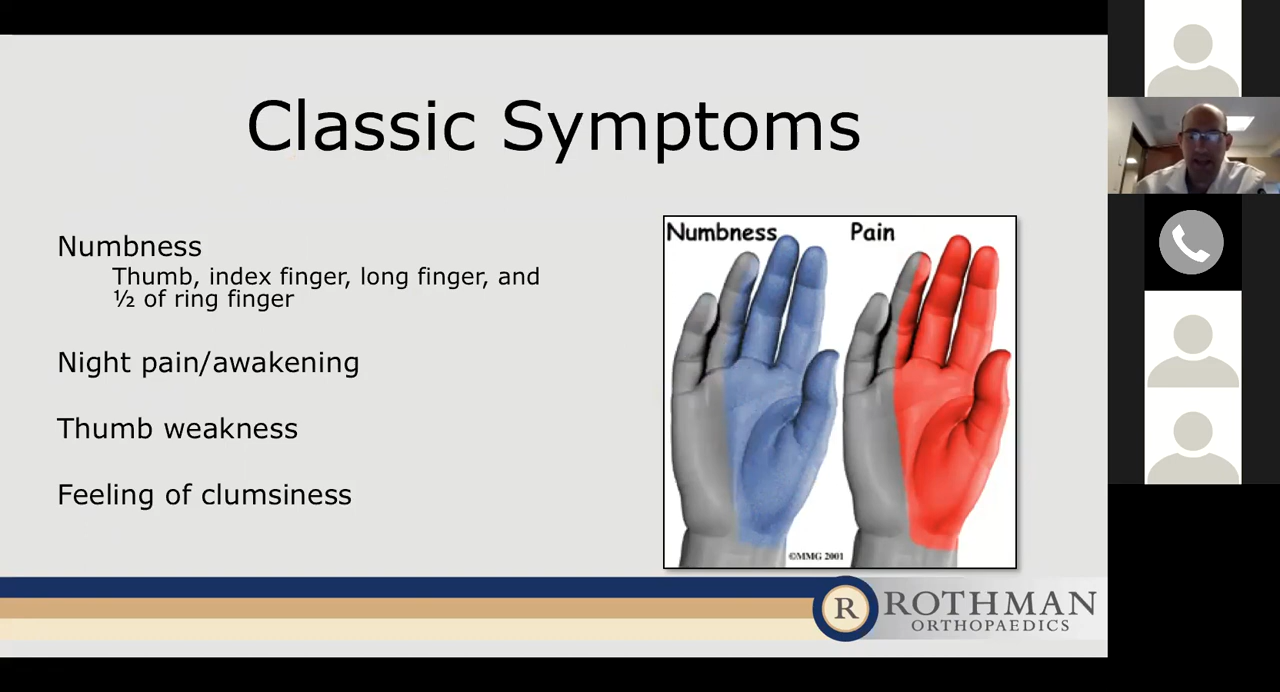 Classic Symptoms
Numbness
Thumb, index finger, long finger, and
½ of ring finger
Night pain/awakening
Thumb weakness
Feeling of clumsiness
Numbness
Pain
©MMG 2001
R
ROTHMAN
ORTHOPAEDICS